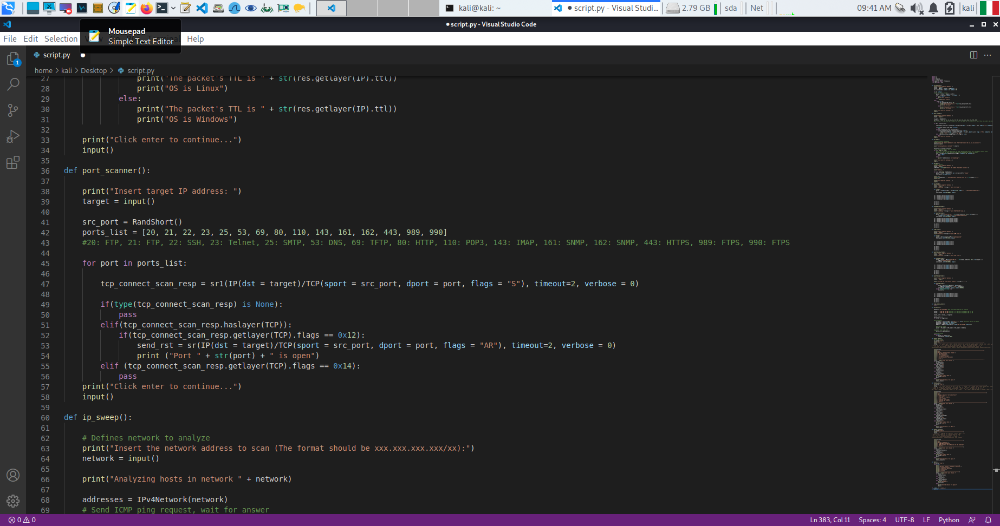 kali@kali: ~
● script.py - Visual Studi...
2.79 GB
sda
Net
09:41 AM
kali
● script.py - Visual Studio Code
File Edit Selection Terminal Help
Mousepad
Simple Text Editor
script.py
1
home > kali > Desktop > script.py
27 print("The packet's TTL is " + str(res.getlayer(IP).ttl))
28 print("OS is Linux")
29 else:
30 print("The packet's TTL is " + str(res.getlayer(IP).ttl))
31 print("OS is Windows")
32
33 print("Click enter to continue...")
34 input()
35
36 def port_scanner():
37
38 print("Insert target IP address: ")
39 target = input()
40
41 src_port = RandShort()
42 ports_list = [20, 21, 22, 23, 25, 53, 69, 80, 110, 143, 161, 162, 443, 989, 990]
43 #20: FTP, 21: FTP, 22: SSH, 23: Telnet, 25: SMTP, 53: DNS, 69: TFTP, 80: HTTP, 110: POP3, 143: IMAP, 161: SNMP, 162: SNMP, 443: HTTPS, 989: FTPS, 990: FTPS
44
45 for port in ports_list:
46
47 tcp_connect_scan_resp = sr1(IP(dst = target)/TCP(sport = src_port, dport = port, flags = "S"), timeout=2, verbose = 0)
48
49 if(type(tcp_connect_scan_resp) is None):
50 pass
51 elif(tcp_connect_scan_resp.haslayer(TCP)):
52 if(tcp_connect_scan_resp.getlayer(TCP).flags == 0x12):
53 send_rst = sr(IP(dst = target)/TCP(sport = src_port, dport = port, flags = "AR"), timeout=2, verbose = 0)
54 print ("Port " + str(port) + " is open")
55 elif (tcp_connect_scan_resp.getlayer(TCP).flags == 0x14):
56 pass
57 print("Click enter to continue...")
58 input()
59
60 def ip_sweep():
61
62 # Defines network to analyze
63 print("Insert the network address to scan (The format should be xxx.xxx.xxx.xxx/xx):")
64 network = input()
65
66 print("Analyzing hosts in network " + network)
67
68 addresses = IPv4Network(network)
69 # Send ICMP ping request, wait for answer
0 0
Ln 383, Col 11 Spaces: 4 UTF-8 LF Python